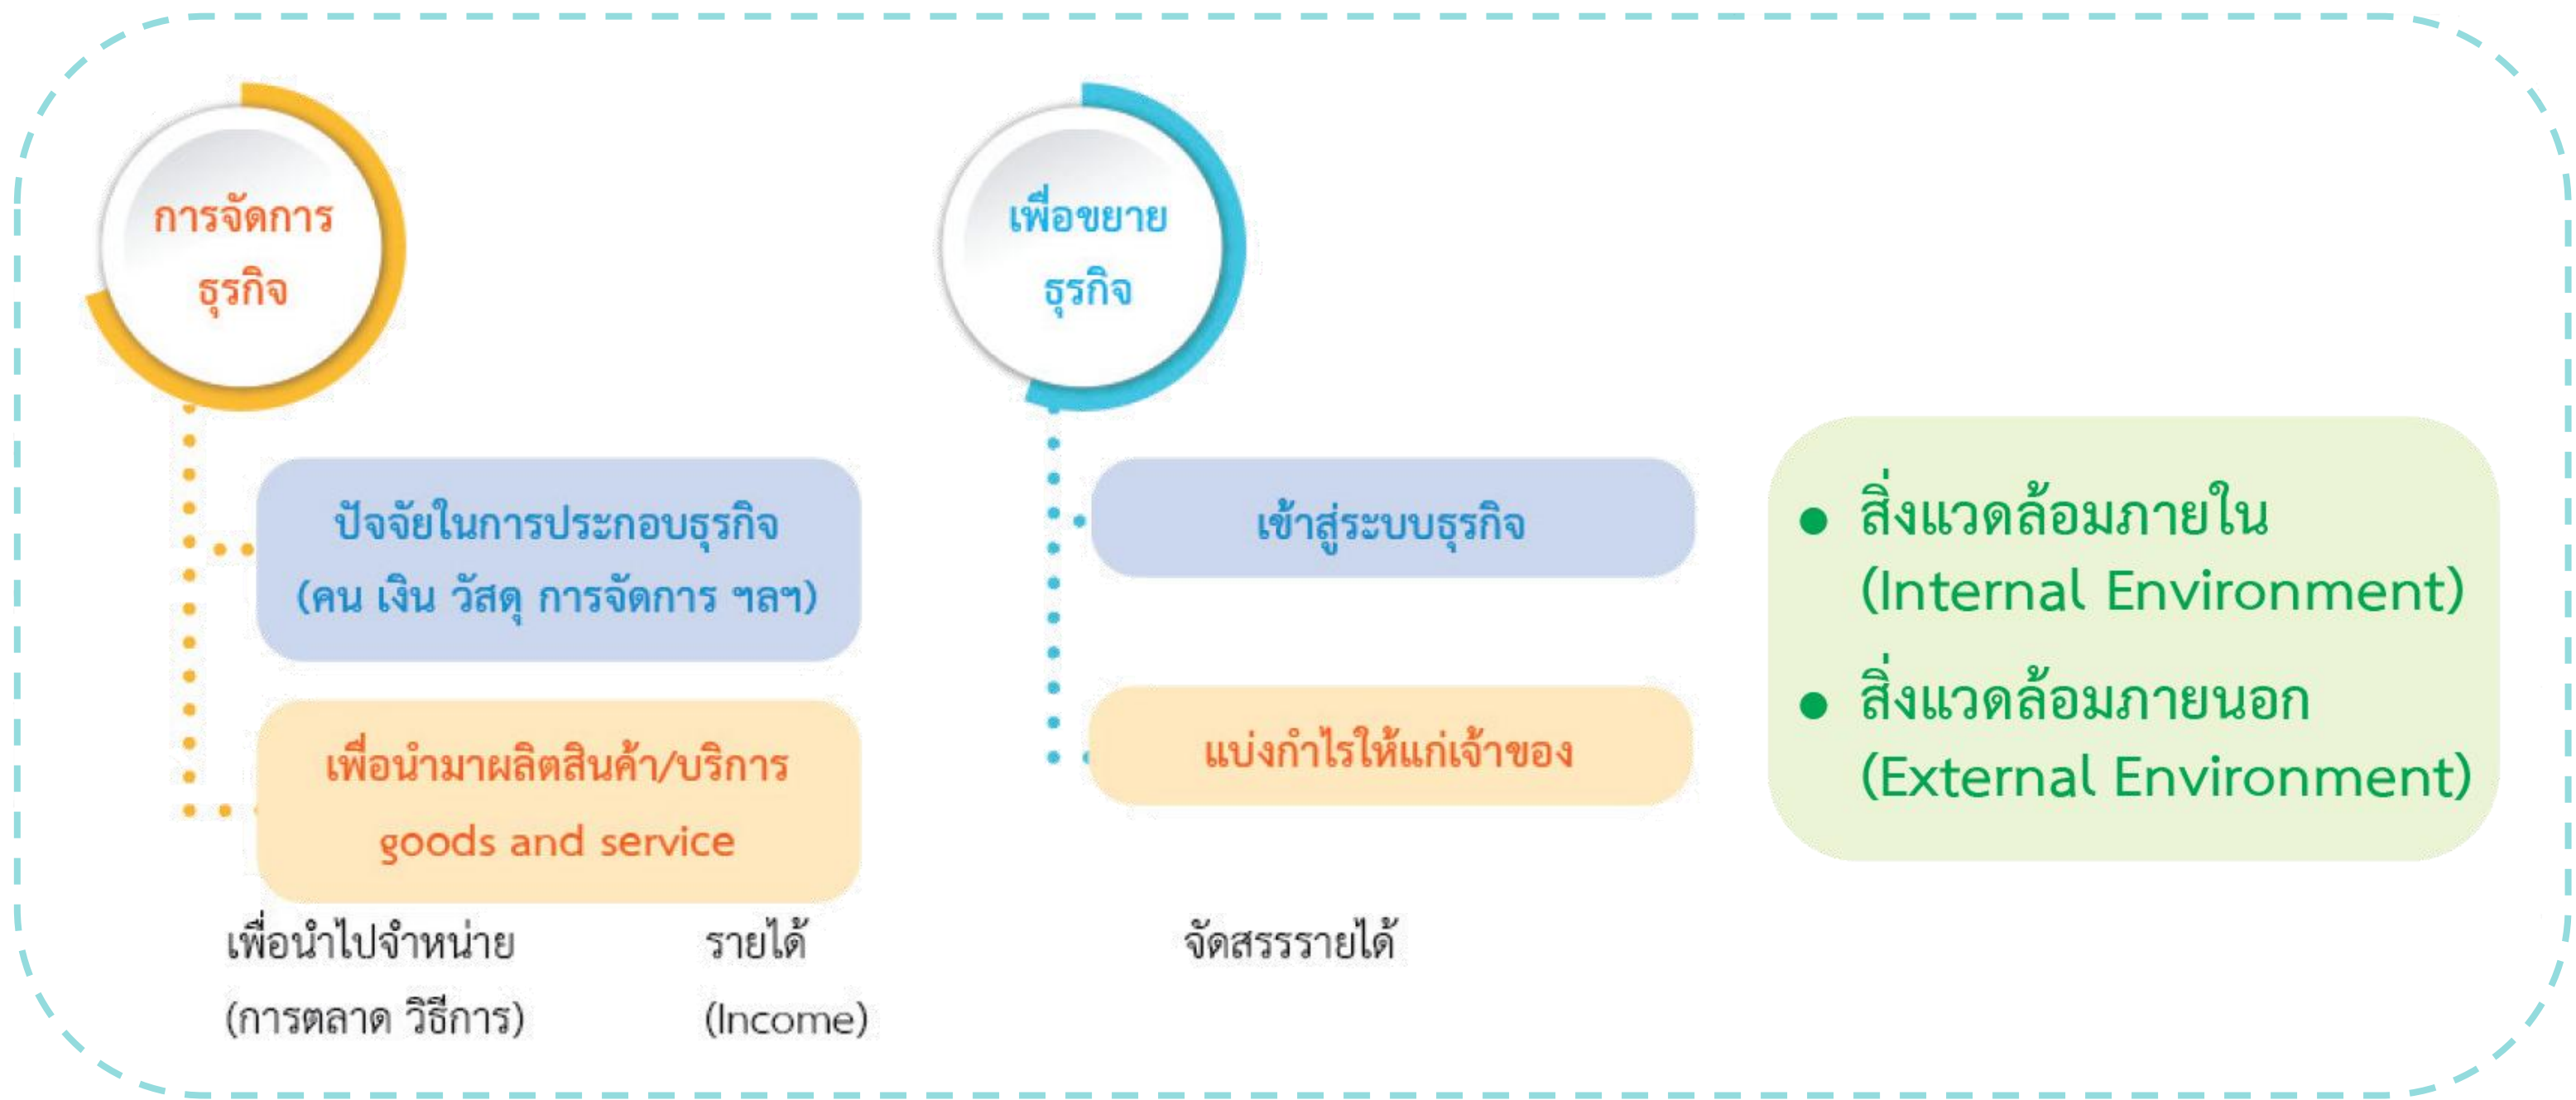 การจัดการ
ธุรกิจ
ปัจจัยในการประกอบธุรกิจ
(คน เงิน วัสดุ การจัดการ ฯลฯ)
เพื่อนำมาผลิตสินค้า/บริการ
goods and service
เพื่อนำไปจำหน่าย
(การตลาด วิธีการ)
รายได้
(Income)
เพื่อขยาย
ธุรกิจ
เข้าสู่ระบบธุรกิจ
แบ่งกำไรให้แก่เจ้าของ
จัดสรรรายได้
● สิ่งแวดล้อมภายใน
(Internal Environment)
● สิ่งแวดล้อมภายนอก
(External Environment)